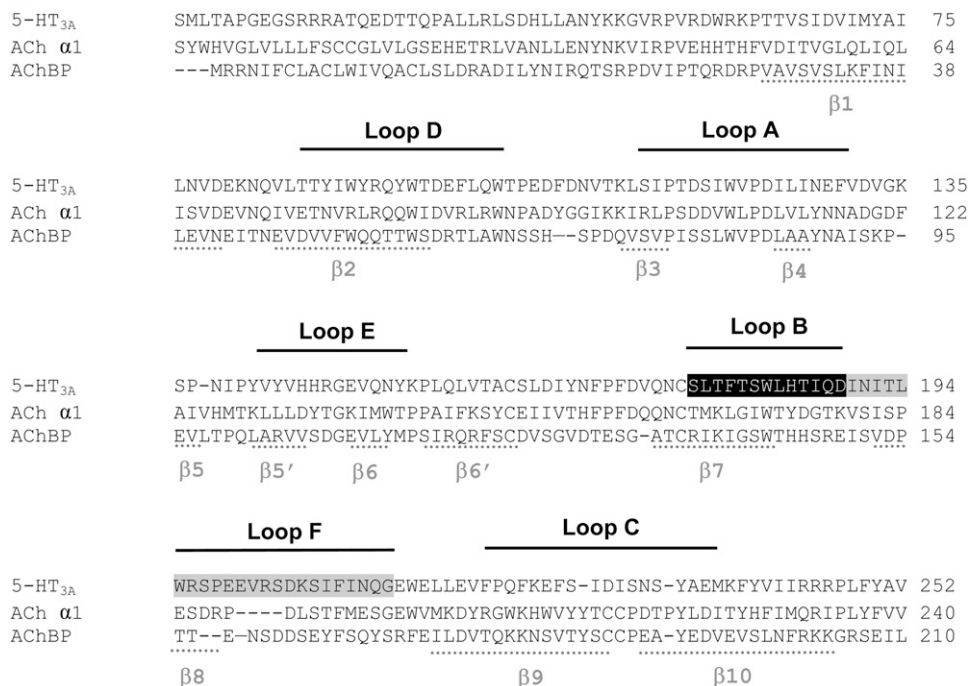 5-HT3A SMLTAPGEGSRRRATQEDTTQPALLRLSDHLLANYKKGVRPVRDWRKPTTVSIDVIMYAI 75
ACh α1 SYWHVGLVLLLFSCCGLVLGSEHETRLVANLLENYNKVIRPVEHHTHFVDITVGLQLIQL 64
AChBP ---MRRNIFCLACLWIVQACLSLDRADILYNIRQTSRPDVIPTQRDRPVAVSVSLKFINI 38
β1
Loop D Loop A
5-HT3A LNVDEKNQVLTTYIWYRQYWTDEFLQWTPEDFDNVTKLSIPTDSIWVPDILINEFVDVGK 135
ACh α1 ISVDEVNQIVETNVRLRQQWIDVRLRWNPADYGGIKKIRLPSDDVWLPDLVLYNNADGDF 122
AChBP LEVNEITNEVDVVFWQQTTWSDRTLAWNSSH--SPDQVSVPISSLWVPDLAAYNAISKP- 95
β2 β3 β4
Loop E Loop B
5-HT3A SP-NIPYVYVHHRGEVQNYKPLQLVTACSLDIYNFPFDVQNCSLTFTSWLHTIQDINITL 194
ACh α1 AIVHMTKLLLDYTGKIMWTPPAIFKSYCEIIVTHFPFDQQNCTMKLGIWTYDGTKVSISP 184
AChBP EVLTPQLARVVSDGEVLYMPSIRQRFSCDVSGVDTESG-ATCRIKIGSWTHHSREISVDP 154
β5 β5' β6 β6' β7
Loop F Loop C
5-HT3A WRSPEEVRSDKSIFINQGEWELLEVFPQFKEFS-IDISNS-YAEMKFYVIIRRRPLFYAV 252
ACh α1 ESDRP----DLSTFMESGEWVMKDYRGWKHWVYYTCCPDTPYLDITYHFIMQRIPLYFVV 240
AChBP TT--E-NSDDSEYFSQYSRFEILDVTQKKNSVTYSCCPEA-YEDVEVSLNFRKKGRSEIL 210
β8 β9 β10